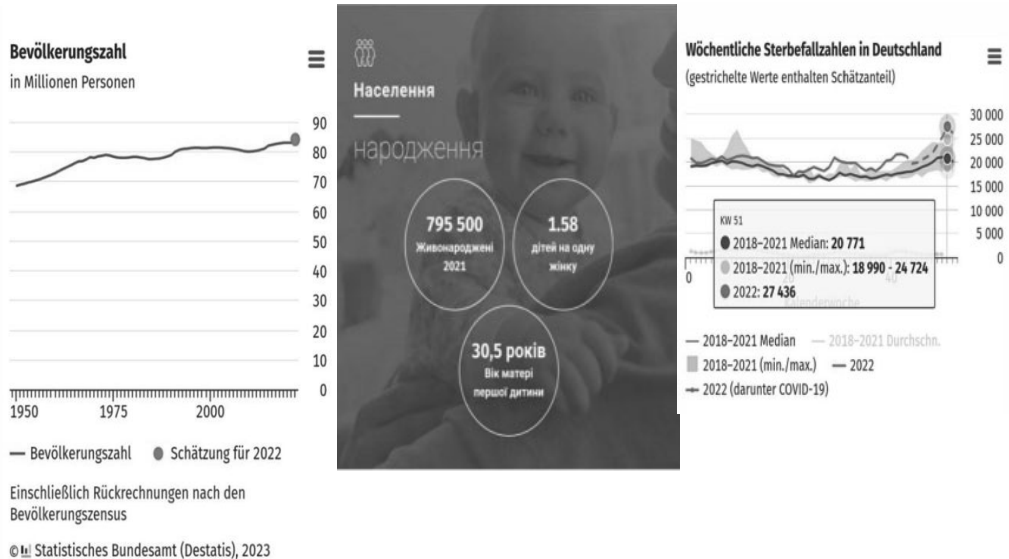 Bevölkerungszahl
in Millionen Personen
90
80
70
60
50
40
30
20
10
0
1950 1975 2000
Bevölkerungszahl Schätzung für 2022
Einschließlich Rückrechnungen nach den
Bevölkerungszensus
© Statistisches Bundesamt (Destatis), 2023
Населення
народження
795 500
Живонароджені
2021
1.58
дітей на одну
жінку
30,5 років
Вік матері
першої дитини
Wöchentliche Sterbefallzahlen in Deutschland
(gestrichelte Werte enthalten Schätzanteil)
30 000
25 000
20 000
15 000
10 000
5 000
0
0 20 40
KW 51
2018–2021 Median: 20 771
2018–2021 (min./max.): 18 990 - 24 724
2022: 27 436
Kalenderwoche
2018–2021 Median 2018–2021 Durchschn.
2018–2021 (min./max.) 2022
2022 (darunter COVID-19)